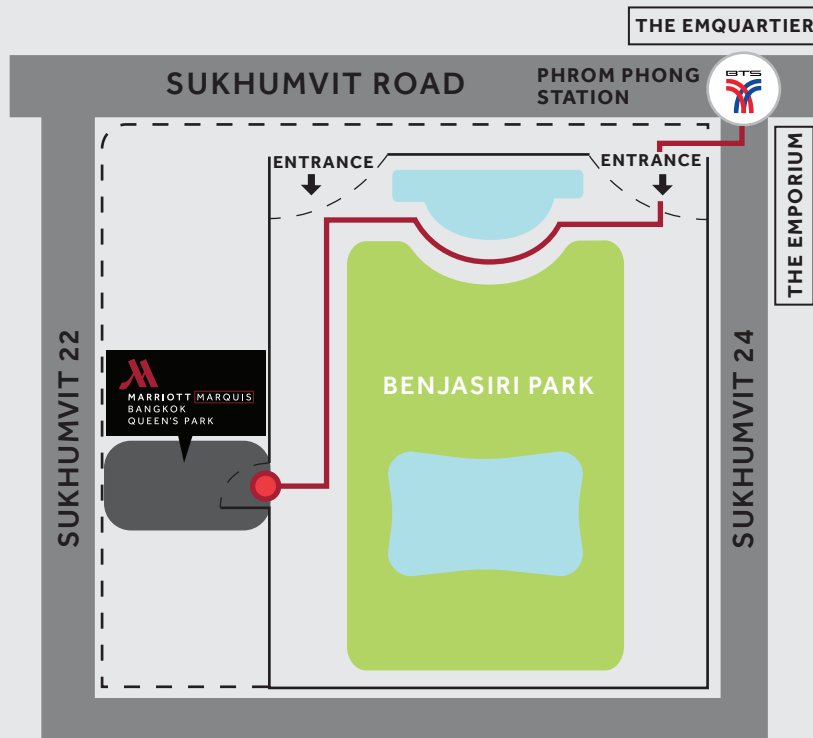 THE EMQUARTIER
SUKHUMVIT ROAD
PHROM PHONG
STATION
BTS
ENTRANCE
ENTRANCE
THE EMPORIUM
SUKHUMVIT 22
MARRIOTT MARQUIS
BANGKOK
QUEEN'S PARK
BENJASIRI PARK
SUKHUMVIT 24